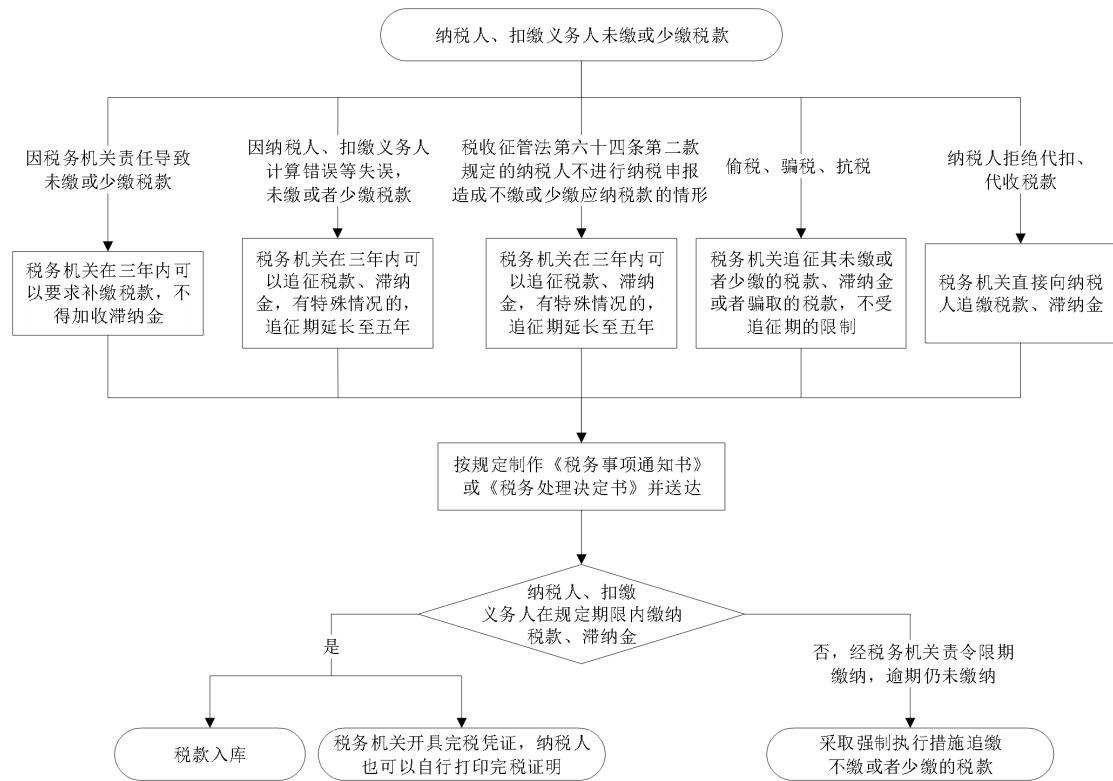 纳税人、扣缴义务人未缴或少缴税款
因税务机关责任导致
未缴或少缴税款
因纳税人、扣缴义务人
计算错误等失误，
未缴或者少缴税款
税收征管法第六十四条第二款
规定的纳税人不进行纳税申报
造成不缴或少缴应纳税款的情形
偷税、骗税、抗税
纳税人拒绝代扣、
代收税款
税务机关在三年内可
以要求补缴税款，不
得加收滞纳金
税务机关在三年内可
以追征税款、滞纳
金，有特殊情况的，
追征期延长至五年
税务机关在三年内可
以追征税款、滞纳
金，有特殊情况的，
追征期延长至五年
税务机关追征其未缴或
者少缴的税款、滞纳金
或者骗取的税款，不受
追征期的限制
税务机关直接向纳税
人追缴税款、滞纳金
按规定制作《税务事项通知书》
或《税务处理决定书》并送达
纳税人、扣缴
义务人在规定期限内缴纳
税款、滞纳金
是
否，经税务机关责令限期
缴纳，逾期仍未缴纳
税款入库
税务机关开具完税凭证，纳税人
也可以自行打印完税证明
采取强制执行措施追缴
不缴或者少缴的税款